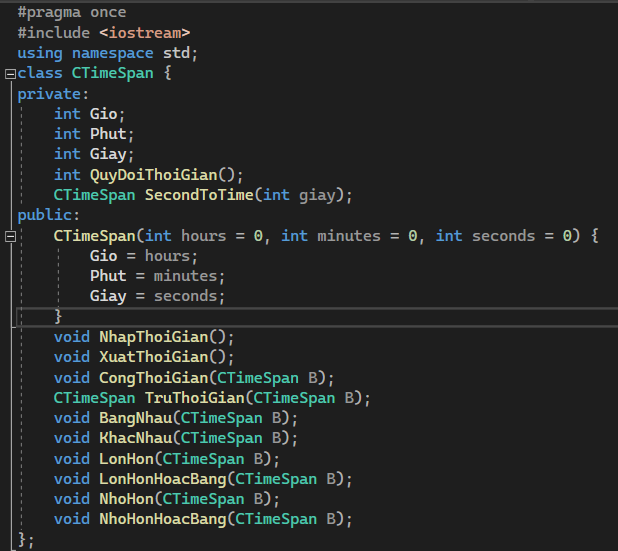 #pragma once
#include <iostream>
using namespace std;
class CTimeSpan {
private:
    int Gio;
    int Phut;
    int Giay;
    int QuyDoiThoiGian();
    CTimeSpan SecondToTime(int giay);
public:
    CTimeSpan(int hours = 0, int minutes = 0, int seconds = 0) {
        Gio = hours;
        Phut = minutes;
        Giay = seconds;
    }
    void NhapThoiGian();
    void XuatThoiGian();
    void CongThoiGian(CTimeSpan B);
    CTimeSpan TruThoiGian(CTimeSpan B);
    void BangNhau(CTimeSpan B);
    void KhacNhau(CTimeSpan B);
    void LonHon(CTimeSpan B);
    void LonHonHoacBang(CTimeSpan B);
    void NhoHon(CTimeSpan B);
    void NhoHonHoacBang(CTimeSpan B);
};